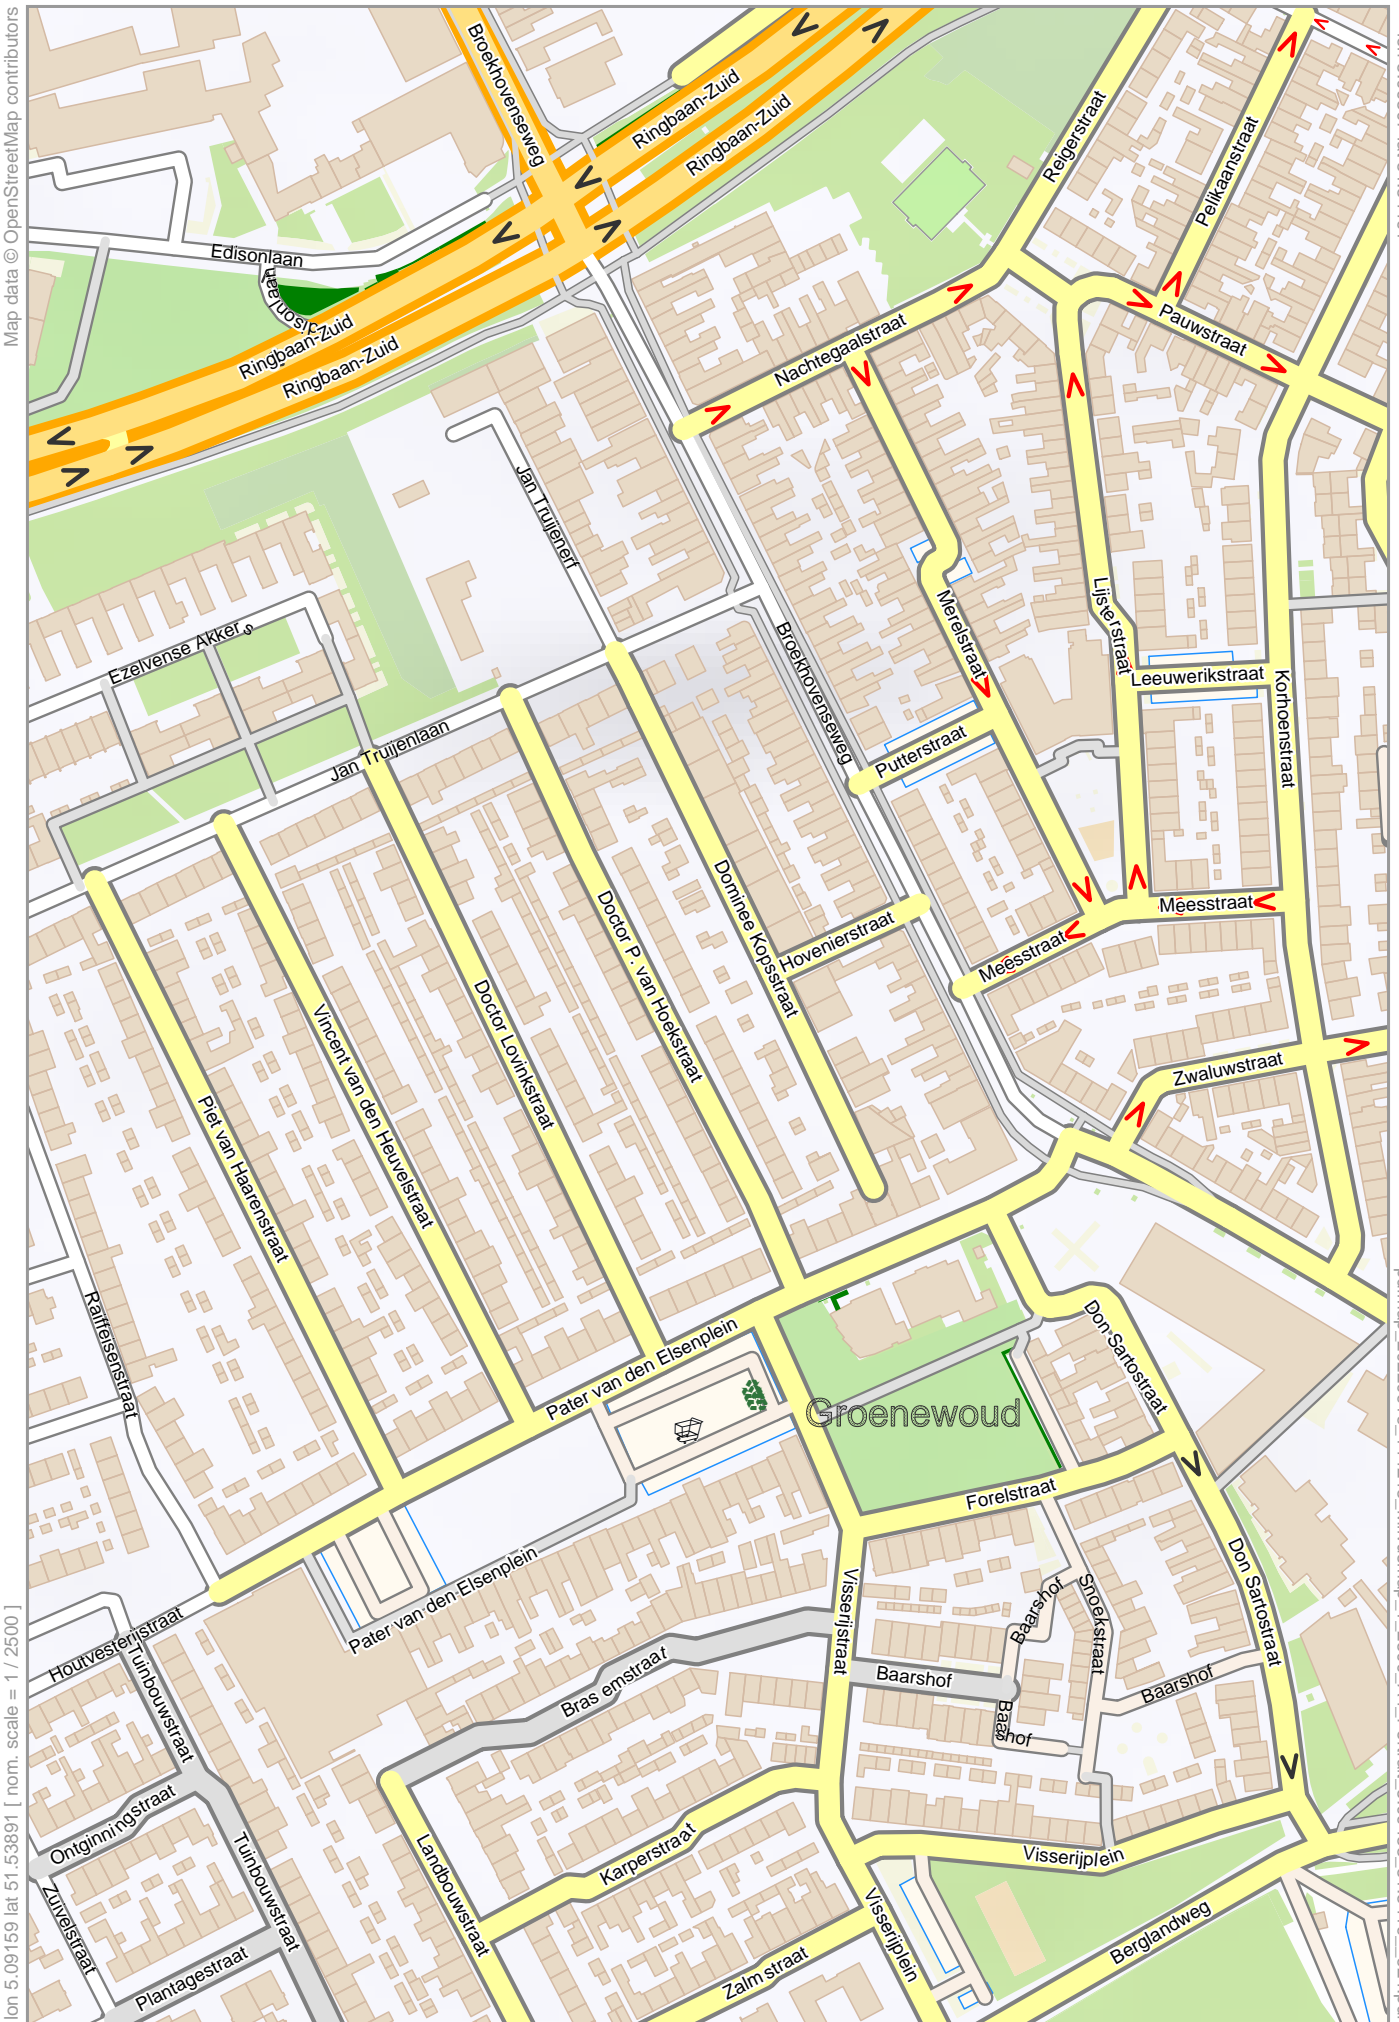 Map data © OpenStreetMap contributors
lon 5.09159 lat 51.53891 [ nom. scale = 1 / 2500 ]
Broekhovenseweg
Ringbaan-Zuid
Ringbaan-Zuid
Reigerstraat
Pelikaanstraat
Edisonlaan
disonlaan
Ringbaan-Zuid
Ringbaan-Zuid
Nachtegaalstraat
Pauwstraat
Jan Truijenerf
Lijsterstraat
Merelstraat
Ezelvense Akkers
Broekhovenseweg
Leeuwerikstraat
Korhoenstraat
Jan Truijenlaan
Putterstraat
Dominee Kopsstraat
Doctor P. van Hoekstraat
Hovenierstraat
Meesstraat
Meesstraat
Doctor Lovinkstraat
Vincent van den Heuvelstraat
Zwaluwstraat
Piet van Haarenstraat
Raiffeisenstraat
Pater van den Elsenplein
Don Sartostraat
Groenewoud
Forelstraat
Pater van den Elsenplein
Don Sartostraat
Visserijstraat
Baarshof
Snoekstraat
Houtvesterijstraat
Tuinbouwstraat
Brasemstraat
Baarshof
Baarshof
Baarshof
Ontginningstraat
Tuinbouwstraat
Landbouwstraat
Karperstraat
Visserijplein
Zuivelstraat
Plantagestraat
Zalmstraat
Visserijplein
Berglandweg